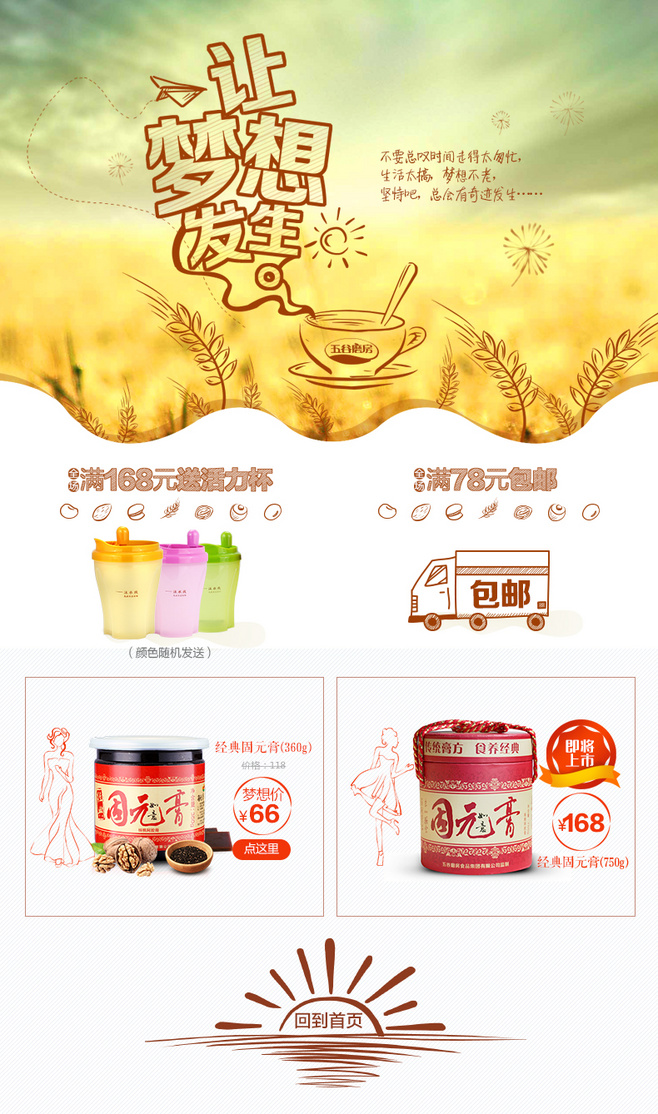 让
梦想
发生
不要总叹时间走得太匆忙,
生活太搞,梦想不老,
坚恃吧,总会有奇迹发生……
五谷磨房
全场满168元送活力杯
全场满78元包邮
包邮
(颜色随机发送)
经典固元膏(360g)
价格:118
梦想价
¥66
点这里
固元膏
如意
传统膏方 食养经典
固元膏
如意
即将
上市
¥168
经典固元膏(750g)
回到首页